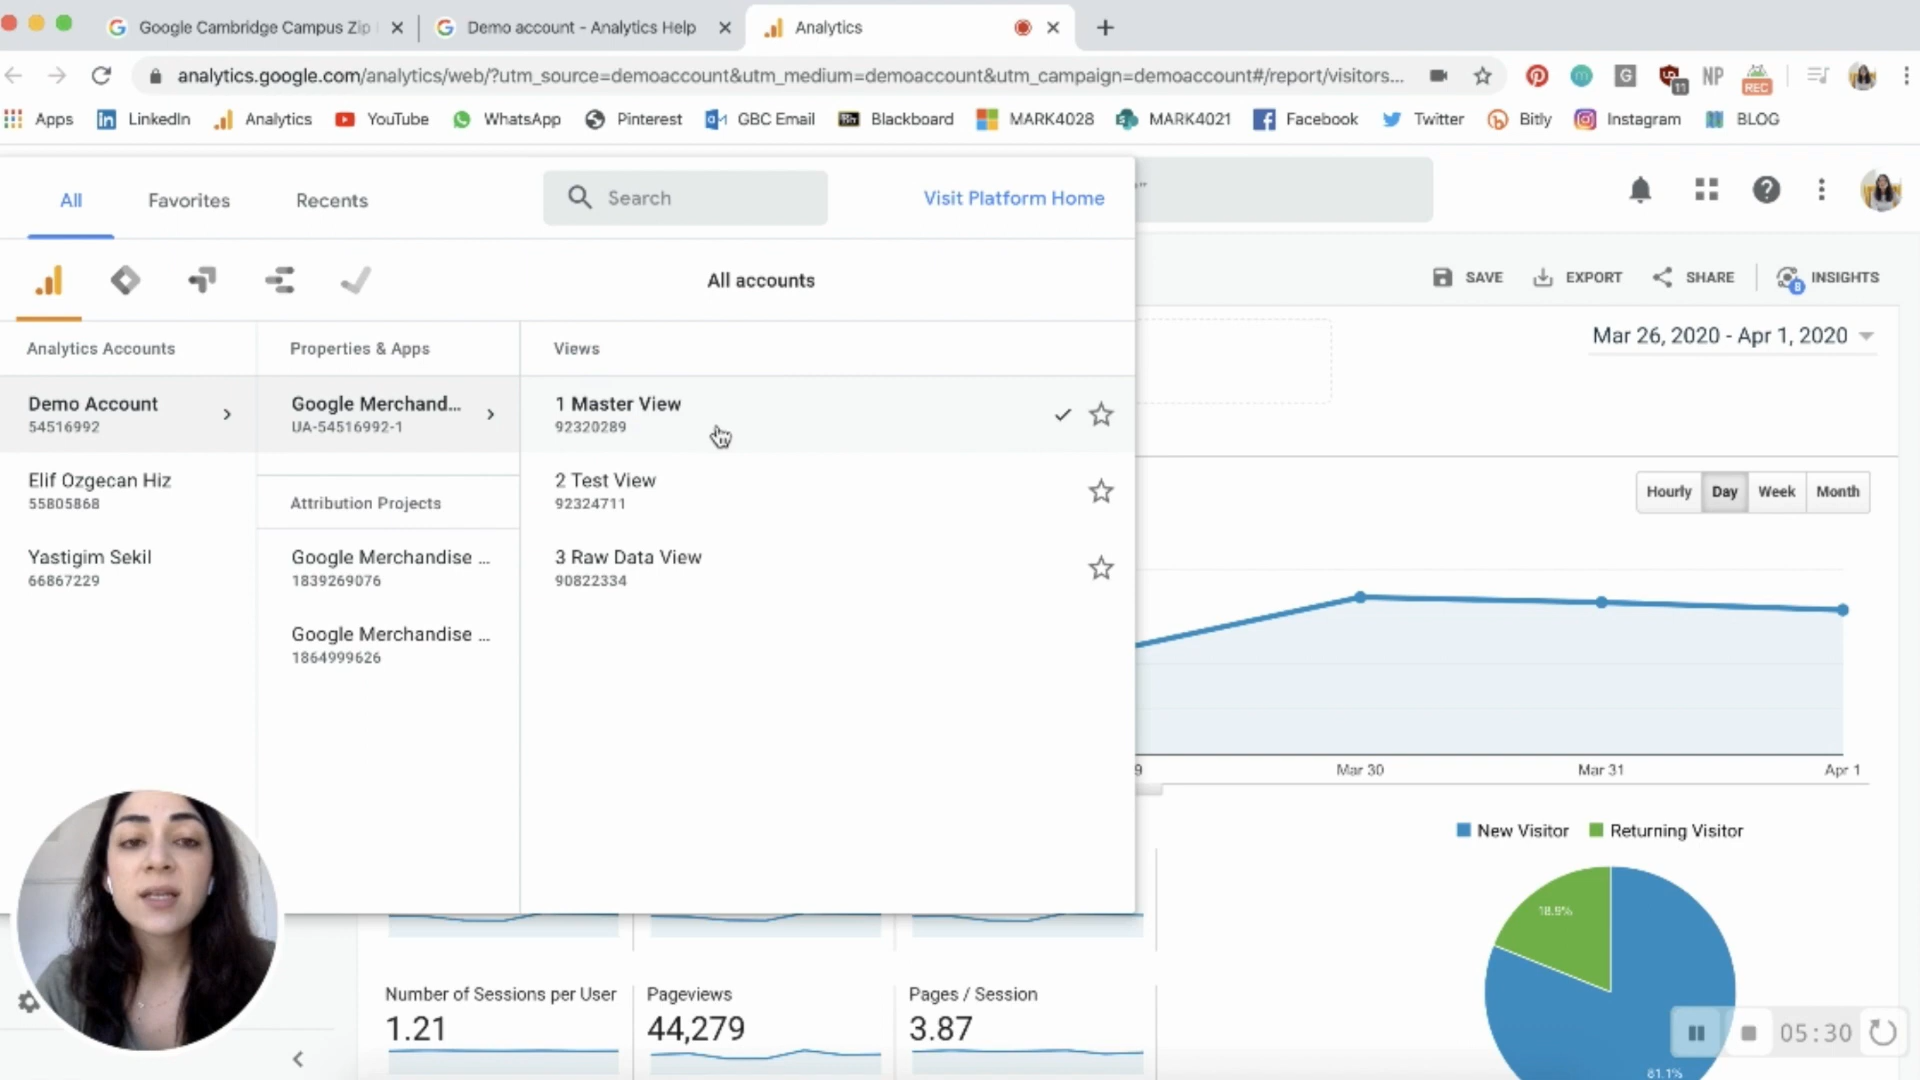 Google Cambridge Campus Zip
Demo account - Analytics Help
Analytics
analytics.google.com/analytics/web/?utm_source=demoaccount&utm_medium=demoaccount&utm_campaign=demoaccount#/report/visitors...
11
NP
REC
Apps
LinkedIn
Analytics
YouTube
WhatsApp
Pinterest
GBC Email
Bb
Blackboard
MARK4028
MARK4021
Facebook
Twitter
Bitly
Instagram
BLOG
All
Favorites
Recents
Search
Visit Platform Home
All accounts
SAVE
EXPORT
SHARE
8
INSIGHTS
Mar 26, 2020 - Apr 1, 2020
Analytics Accounts
Properties & Apps
Views
Demo Account
54516992
Google Merchand...
UA-54516992-1
1 Master View
92320289
Elif Ozgecan Hiz
55805868
Attribution Projects
2 Test View
92324711
Yastigim Sekil
66867229
Google Merchandise ...
1839269076
3 Raw Data View
90822334
Google Merchandise ...
1864999626
Hourly
Day
Week
Month
9
Mar 30
Mar 31
Apr 1
New Visitor
Returning Visitor
18.9%
81.1%
Number of Sessions per User
1.21
Pageviews
44,279
Pages / Session
3.87
05:30